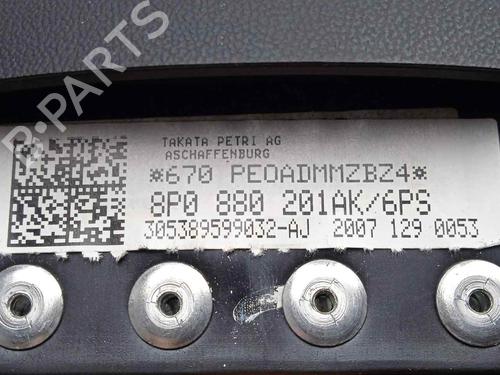 B-PARTS
TAKATA PETRI AG
ASCHAFFENBURG
*670 PEOADMMZBZ4*
8P0 880 201AK/6PS
305389599032-AJ 2007 129 0053